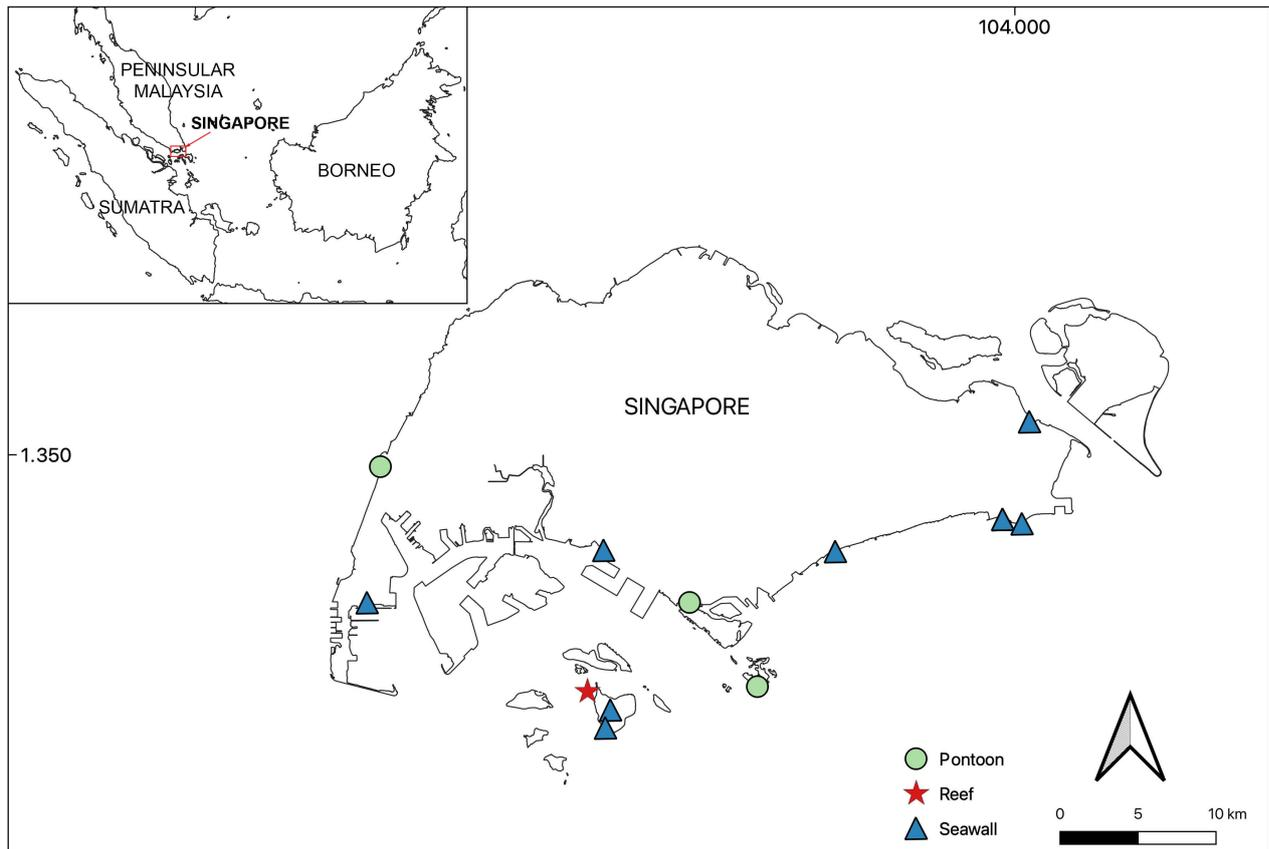 104.000
PENINSULAR
MALAYSIA
SINGAPORE
BORNEO
SUMATRA
SINGAPORE
1.350
Pontoon
Reef
Seawall
0 5 10 km